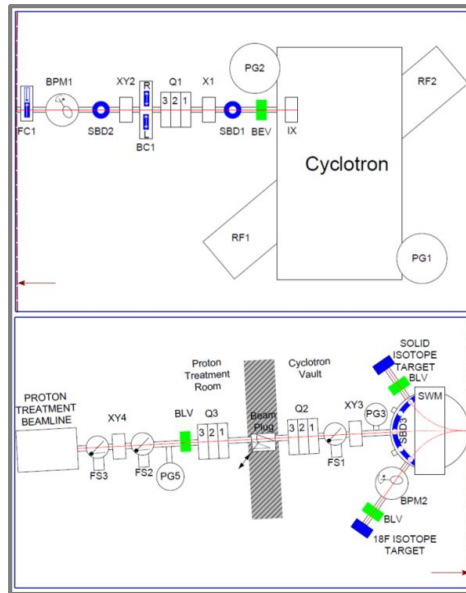 PG2
RF2
BPM1
XY2
Q1
X1
R
3 2 1
L
FC1
SBD2
BC1
SBD1
BEV
IX
Cyclotron
RF1
PG1
SOLID
ISOTOPE
TARGET
BLV
SWM
Proton
Treatment
Room
Cyclotron
Vault
PROTON
TREATMENT
BEAMLINE
XY4
BLV
Q3
3 2 1
Beam
Plug
Q2
3 2 1
XY3
PG3
SBD3
FS3
FS2
PG5
FS1
BPM2
BLV
18F ISOTOPE
TARGET